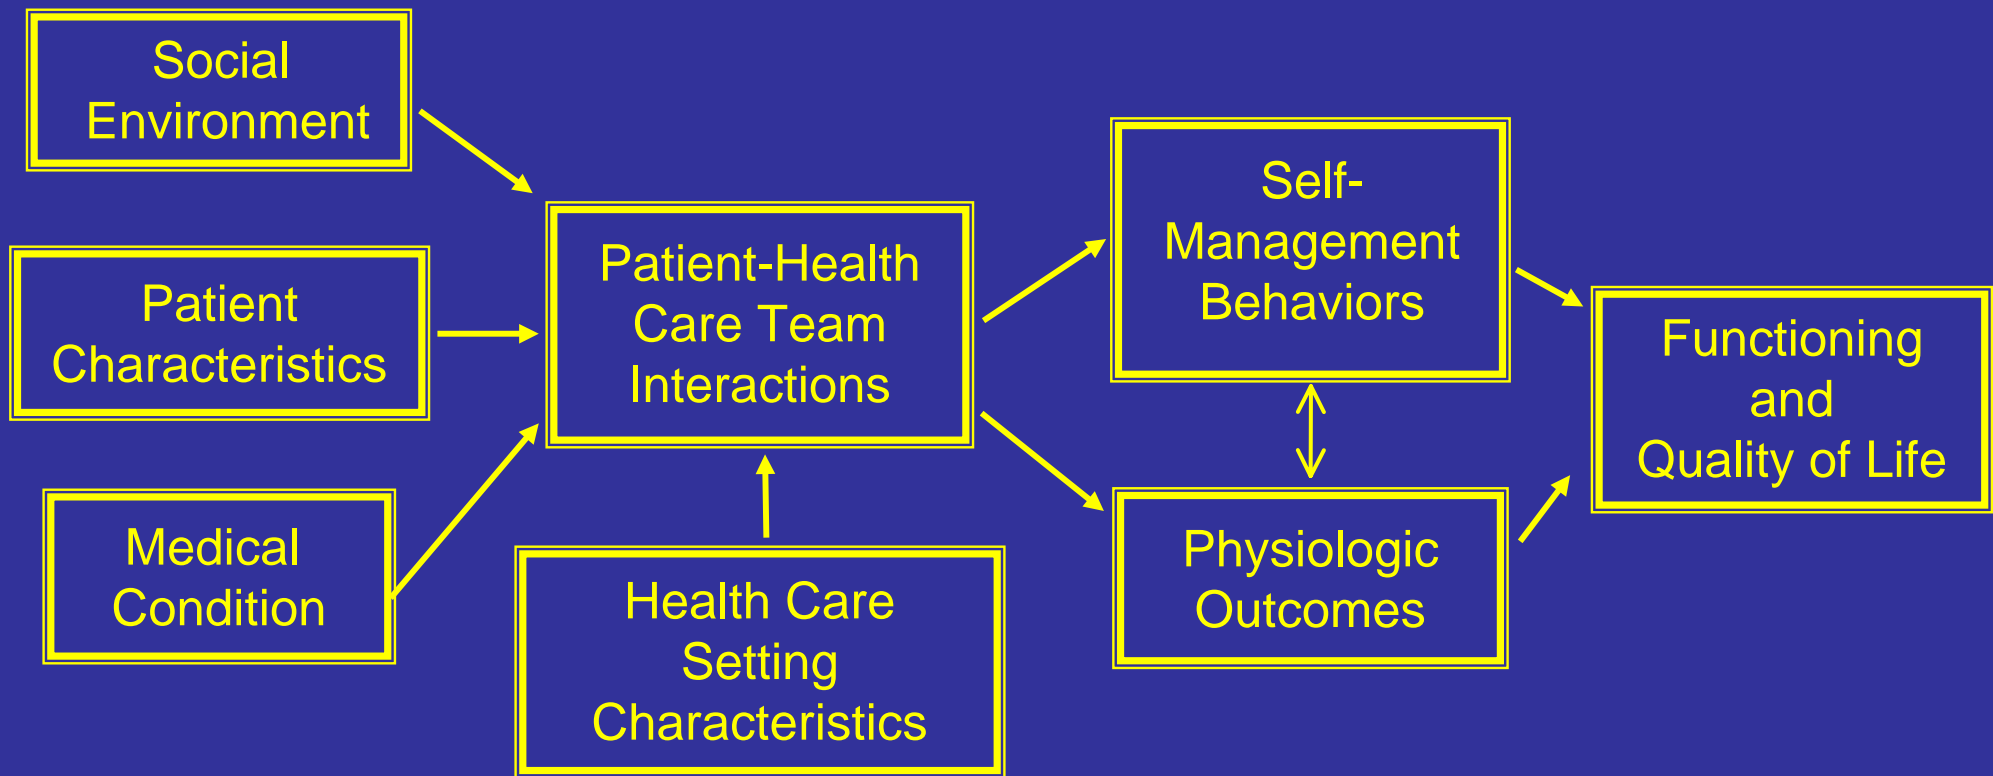 Social
Environment
Patient
Characteristics
Medical
Condition
Patient-Health
Care Team
Interactions
Health Care
Setting
Characteristics
Self-
Management
Behaviors
Physiologic
Outcomes
Functioning
and
Quality of Life